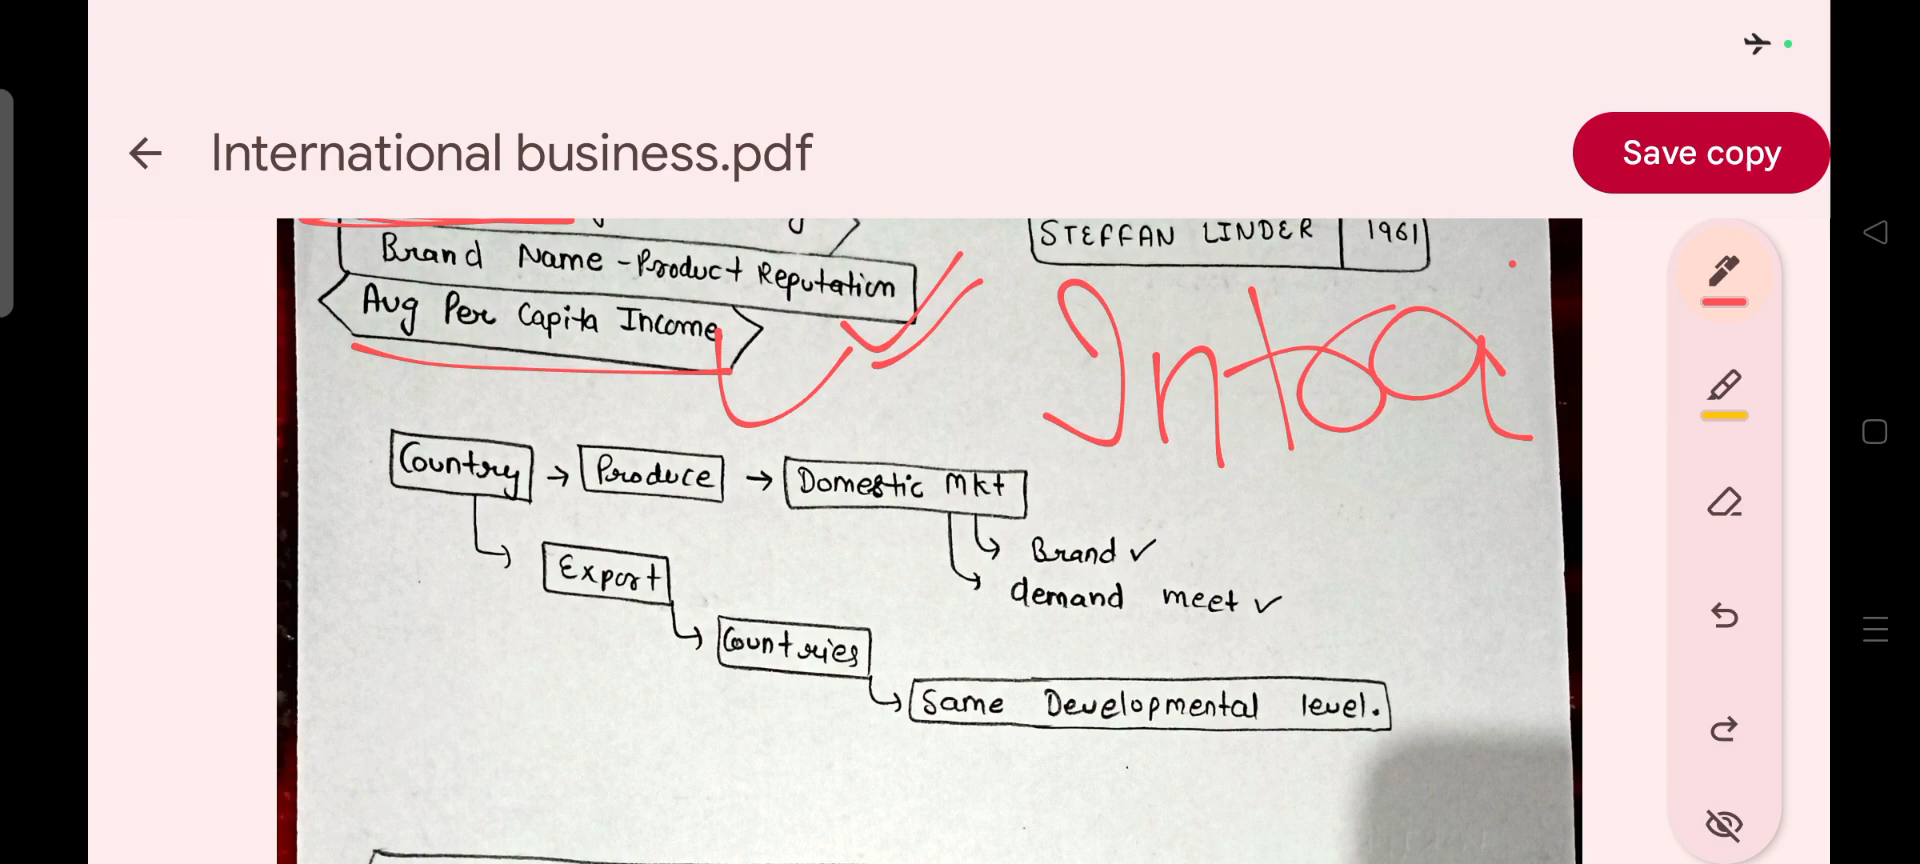 International business.pdf
Save copy
STEFFAN LINDER 1961
Brand Name - Product Reputation
Avg Per Capita Income
Country → Produce → Domestic Mkt
Brand ✓
Export
demand meet ✓
Countries
Same Developmental level.